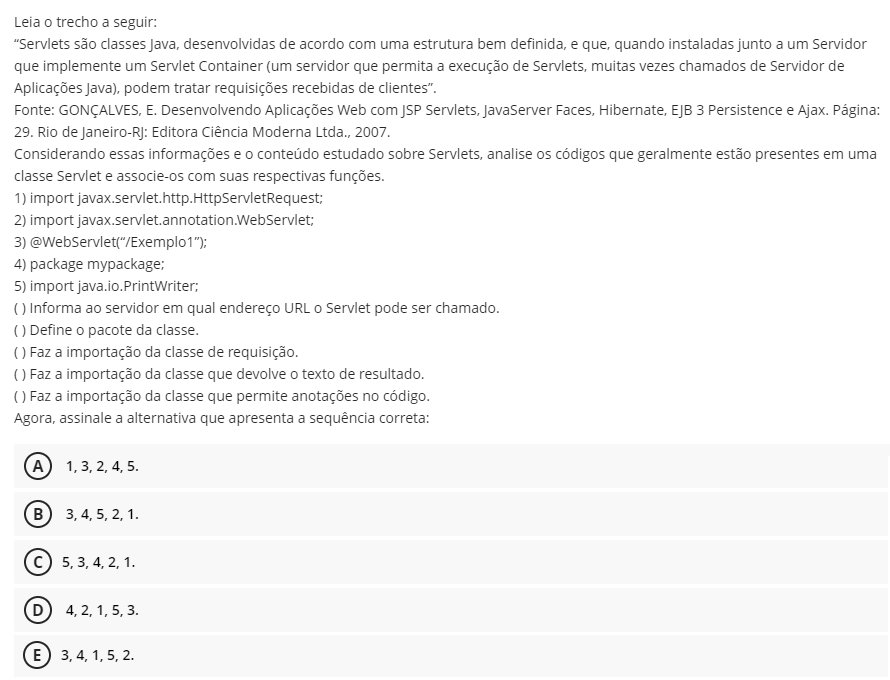 Leia o trecho a seguir:
“Servlets são classes Java, desenvolvidas de acordo com uma estrutura bem definida, e que, quando instaladas junto a um Servidor
que implemente um Servlet Container (um servidor que permita a execução de Servlets, muitas vezes chamados de Servidor de
Aplicações Java), podem tratar requisições recebidas de clientes”.
Fonte: GONÇALVES, E. Desenvolvendo Aplicações Web com JSP Servlets, JavaServer Faces, Hibernate, EJB 3 Persistence e Ajax. Página:
29. Rio de Janeiro-RJ: Editora Ciência Moderna Ltda., 2007.
Considerando essas informações e o conteúdo estudado sobre Servlets, analise os códigos que geralmente estão presentes em uma
classe Servlet e associe-os com suas respectivas funções.
1) import javax.servlet.http.HttpServletRequest;
2) import javax.servlet.annotation.WebServlet;
3) @WebServlet(“/Exemplo1”);
4) package mypackage;
5) import java.io.PrintWriter;
( ) Informa ao servidor em qual endereço URL o Servlet pode ser chamado.
( ) Define o pacote da classe.
( ) Faz a importação da classe de requisição.
( ) Faz a importação da classe que devolve o texto de resultado.
( ) Faz a importação da classe que permite anotações no código.
Agora, assinale a alternativa que apresenta a sequência correta:
A 1, 3, 2, 4, 5.
B 3, 4, 5, 2, 1.
C 5, 3, 4, 2, 1.
D 4, 2, 1, 5, 3.
E 3, 4, 1, 5, 2.